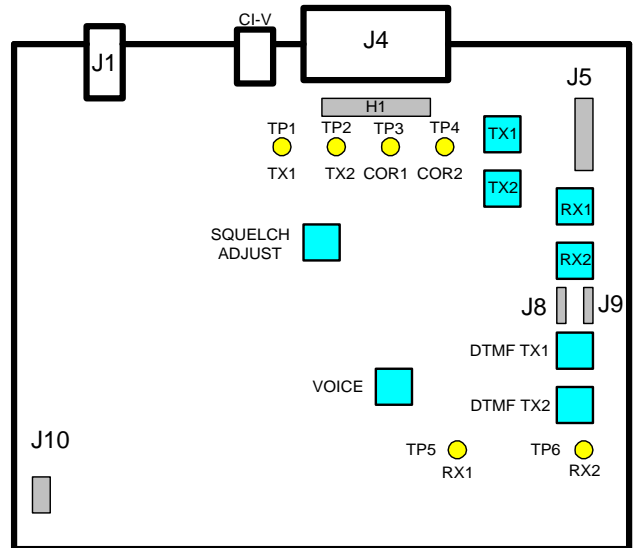 CI-V
J1
J4
J5
H1
TP1
TP2
TP3
TP4
TX1
TX1
TX2
COR1
COR2
TX2
RX1
SQUELCH
ADJUST
RX2
J8
J9
DTMF TX1
VOICE
DTMF TX2
J10
TP5
RX1
TP6
RX2